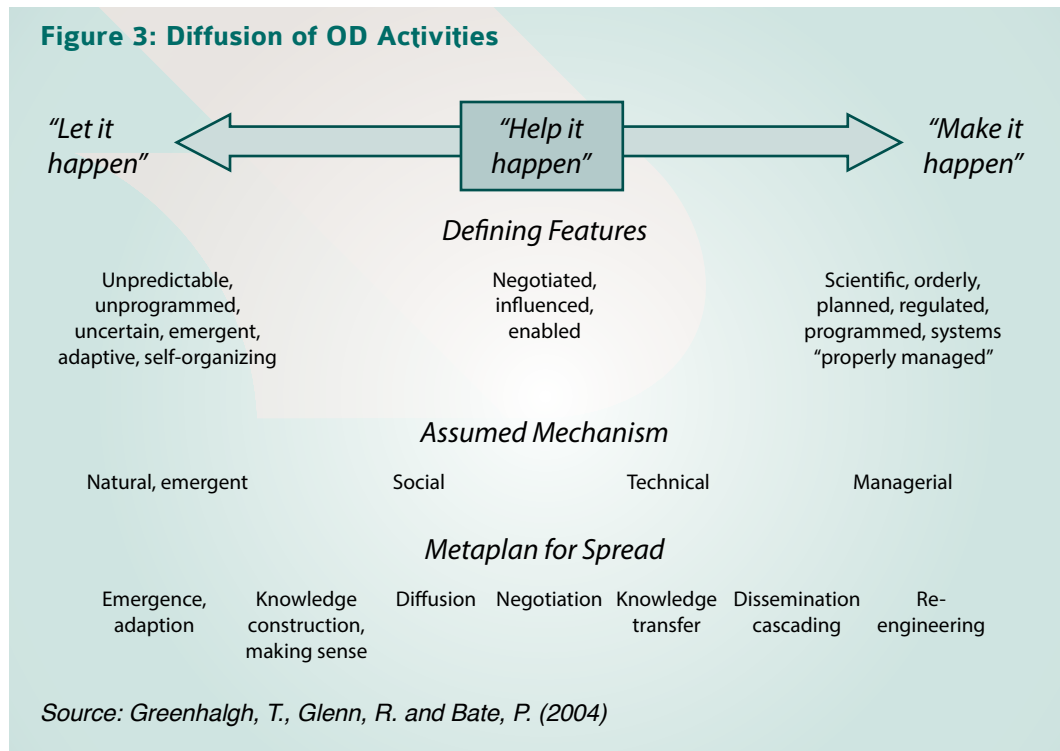 Figure 3: Diffusion of OD Activities
“Let it
happen”
“Help it
happen”
“Make it
happen”
Defining Features
Unpredictable,
unprogrammed,
uncertain, emergent,
adaptive, self-organizing
Negotiated,
influenced,
enabled
Scientific, orderly,
planned, regulated,
programmed, systems
“properly managed”
Assumed Mechanism
Natural, emergent
Social
Technical
Managerial
Metaplan for Spread
Emergence,
adaption
Knowledge
construction,
making sense
Diffusion
Negotiation
Knowledge
transfer
Dissemination
cascading
Re-
engineering
Source: Greenhalgh, T., Glenn, R. and Bate, P. (2004)